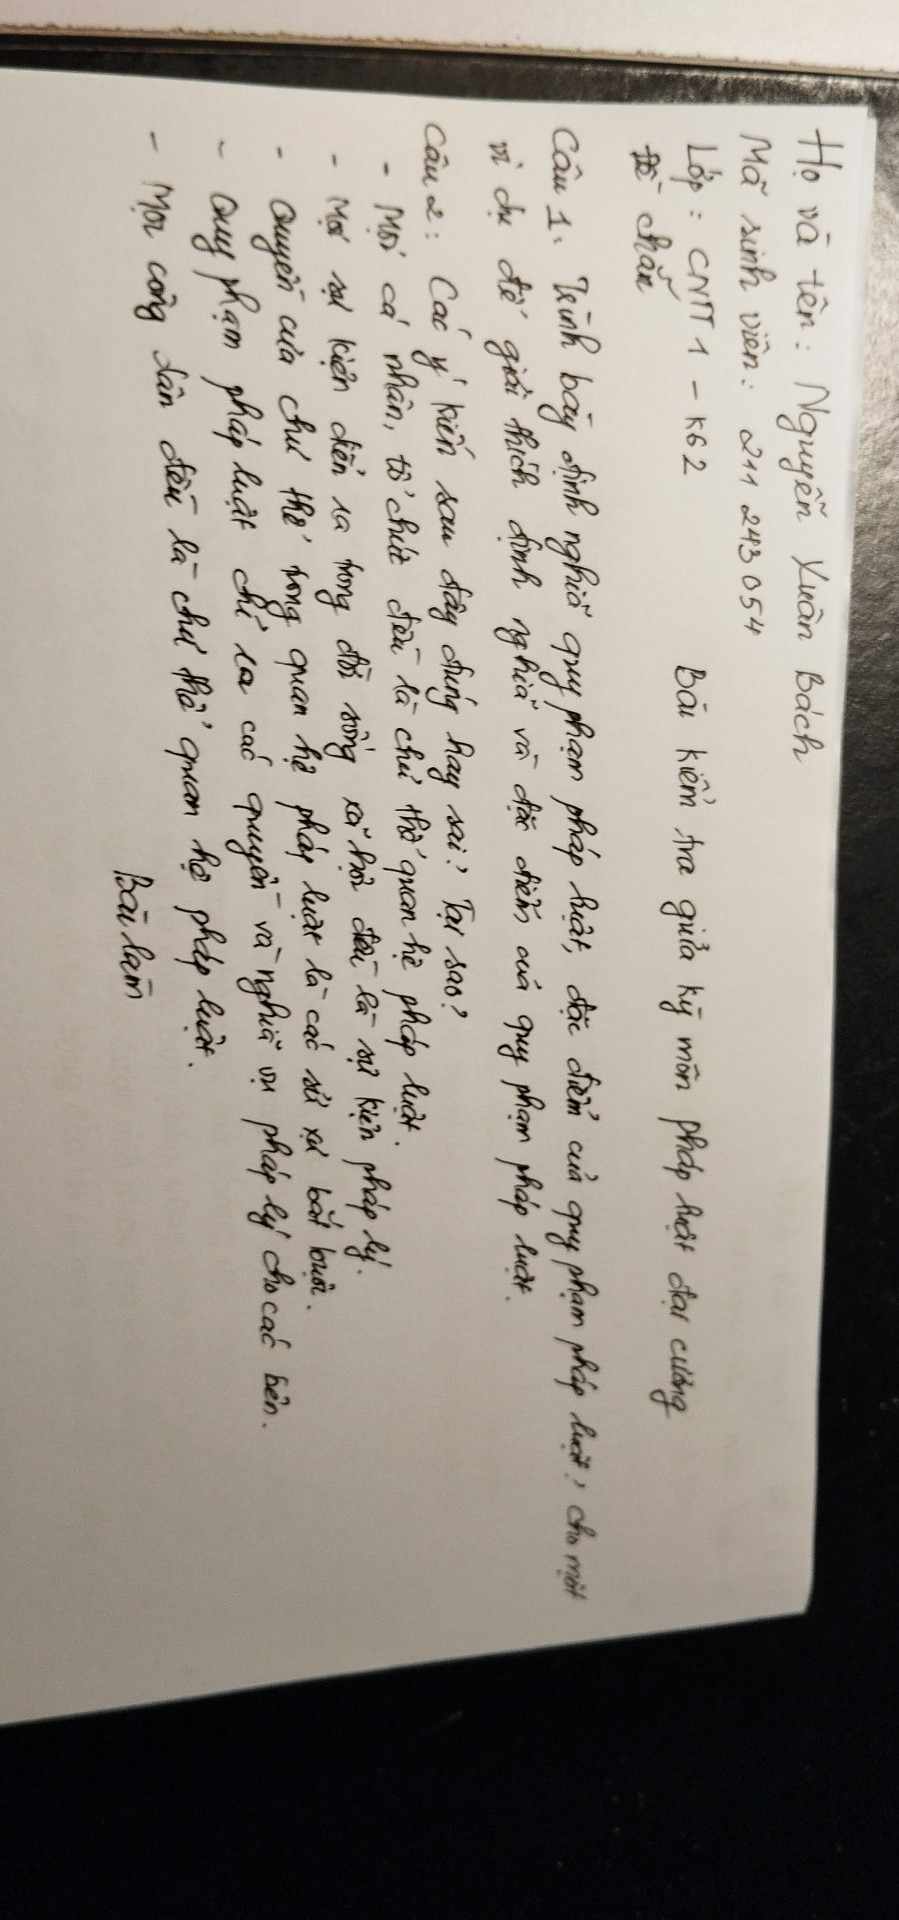 Họ và tên: Nguyễn Xuân Bách
Mã sinh viên: 211 243 054
Lớp: CNTT 1 - K62
Bài kiểm tra giữa kỳ môn pháp luật đại cương
Đề chẵn
Câu 1. Trình bày định nghĩa quy phạm pháp luật, đặc điểm của quy phạm pháp luật? cho một
ví dụ để giải thích định nghĩa và đặc điểm của quy phạm pháp luật.
Câu 2: Các ý kiến sau đây đúng hay sai? Tại sao?
- Mọi cá nhân, tổ chức đều là chủ thể quan hệ pháp luật.
- Mọi sự kiện diễn ra trong đời sống xã hội đều là sự kiện pháp lý.
- Quyền của chủ thể trong quan hệ pháp luật là các sử xự bắt buộc.
- Quy phạm pháp luật chỉ ra các quyền và nghĩa vụ pháp lý cho các bên.
- Mọi công dân đều là chủ thể quan hệ pháp luật.
Bài làm